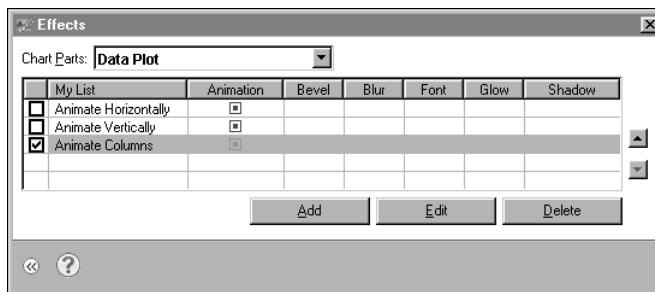 Effects
Chart Parts: Data Plot
My List Animation Bevel Blur Font Glow Shadow
Animate Horizontally
Animate Vertically
Animate Columns
Add Edit Delete
?